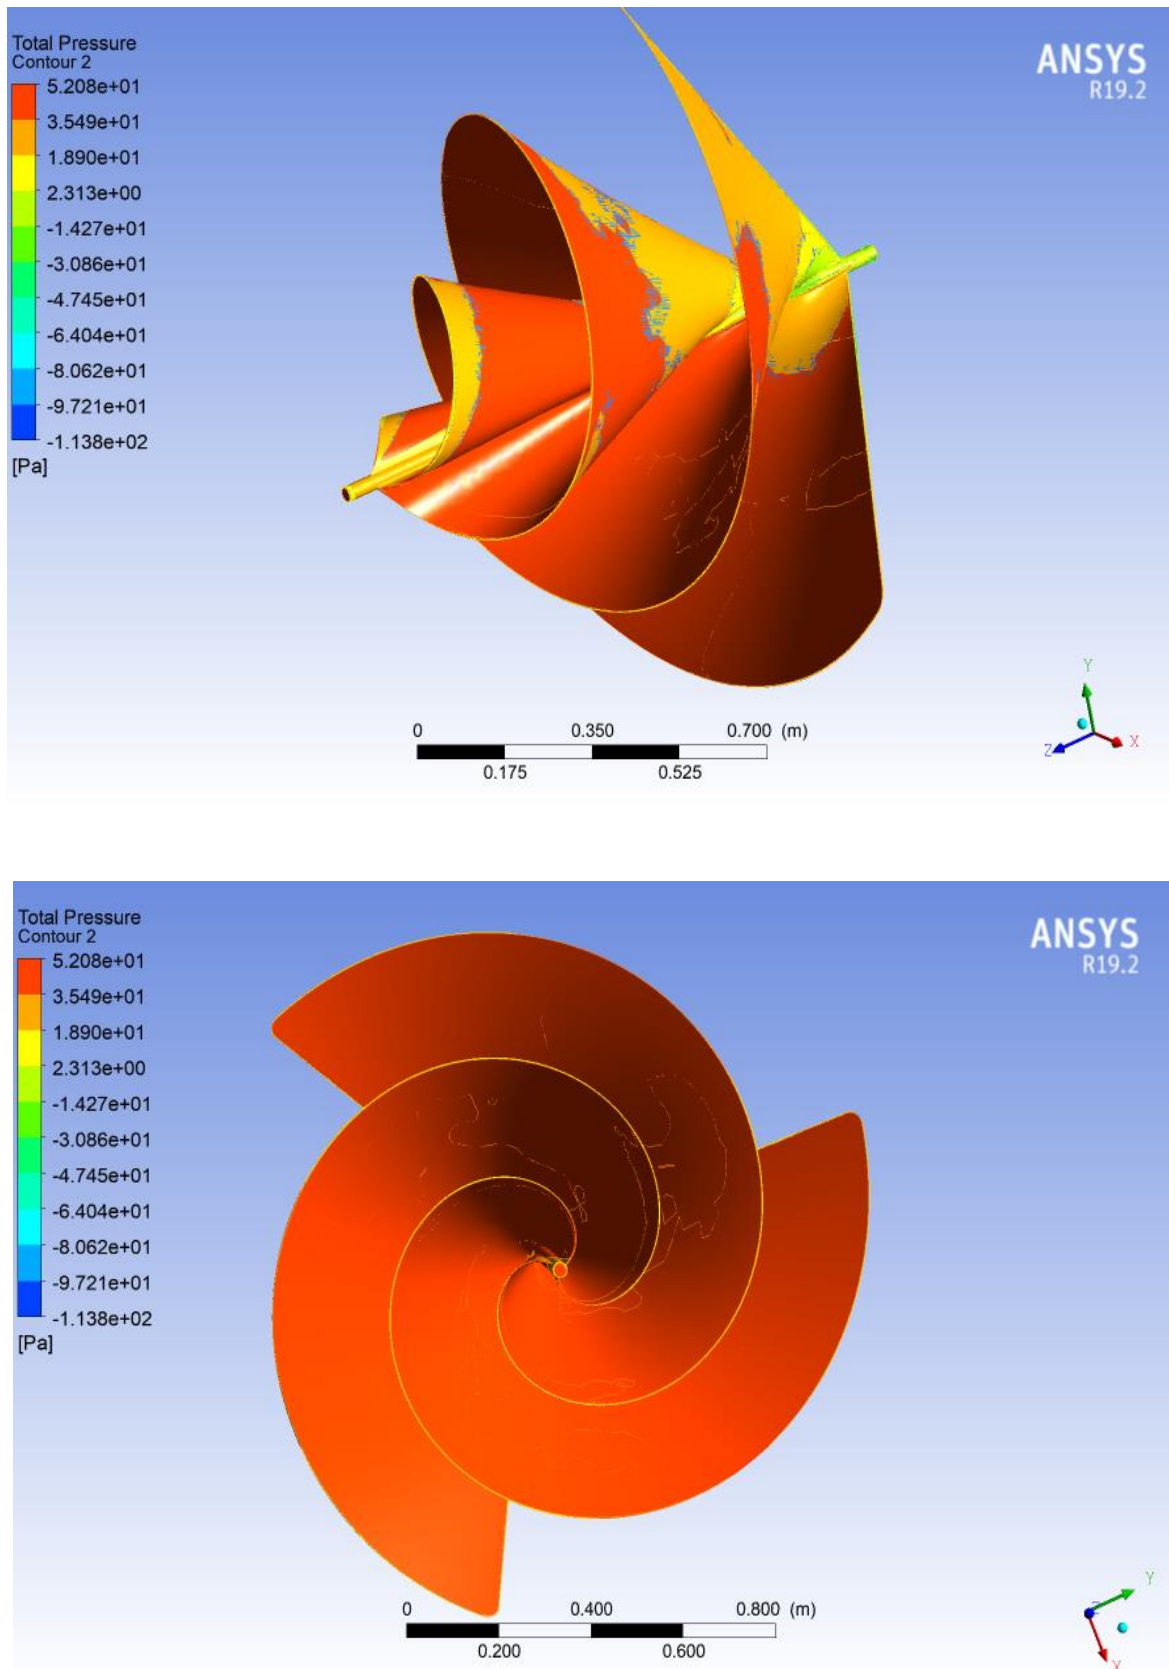 Total Pressure
Contour 2
5.208e+01
3.549e+01
1.890e+01
2.313e+00
-1.427e+01
-3.086e+01
-4.745e+01
-6.404e+01
-8.062e+01
-9.721e+01
-1.138e+02
[Pa]
ANSYS
R19.2
0 0.350 0.700 (m)
0.175 0.525
Y
Z X
Total Pressure
Contour 2
5.208e+01
3.549e+01
1.890e+01
2.313e+00
-1.427e+01
-3.086e+01
-4.745e+01
-6.404e+01
-8.062e+01
-9.721e+01
-1.138e+02
[Pa]
ANSYS
R19.2
0 0.400 0.800 (m)
0.200 0.600
Y
Z
X